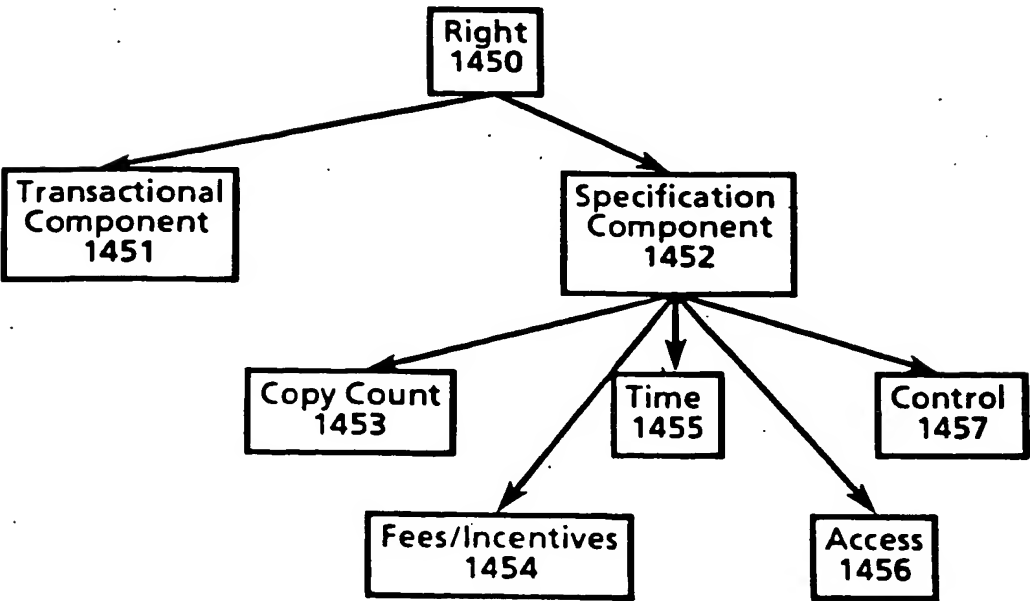 Right
1450
Transactional
Component
1451
Specification
Component
1452
Copy Count
1453
Time
1455
Control
1457
Fees/Incentives
1454
Access
1456